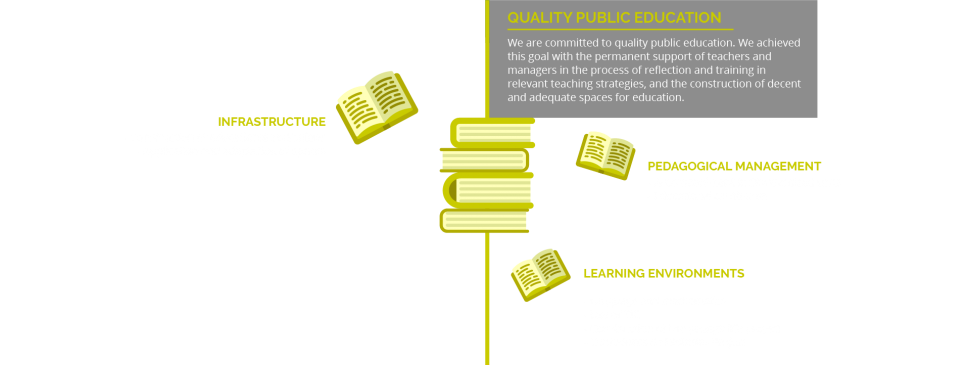 QUALITY PUBLIC EDUCATION
We are committed to quality public education. We achieved
this goal with the permanent support of teachers and
managers in the process of reflection and training in
relevant teaching strategies, and the construction of decent
and adequate spaces for education.
INFRASTRUCTURE
PEDAGOGICAL MANAGEMENT
LEARNING ENVIRONMENTS